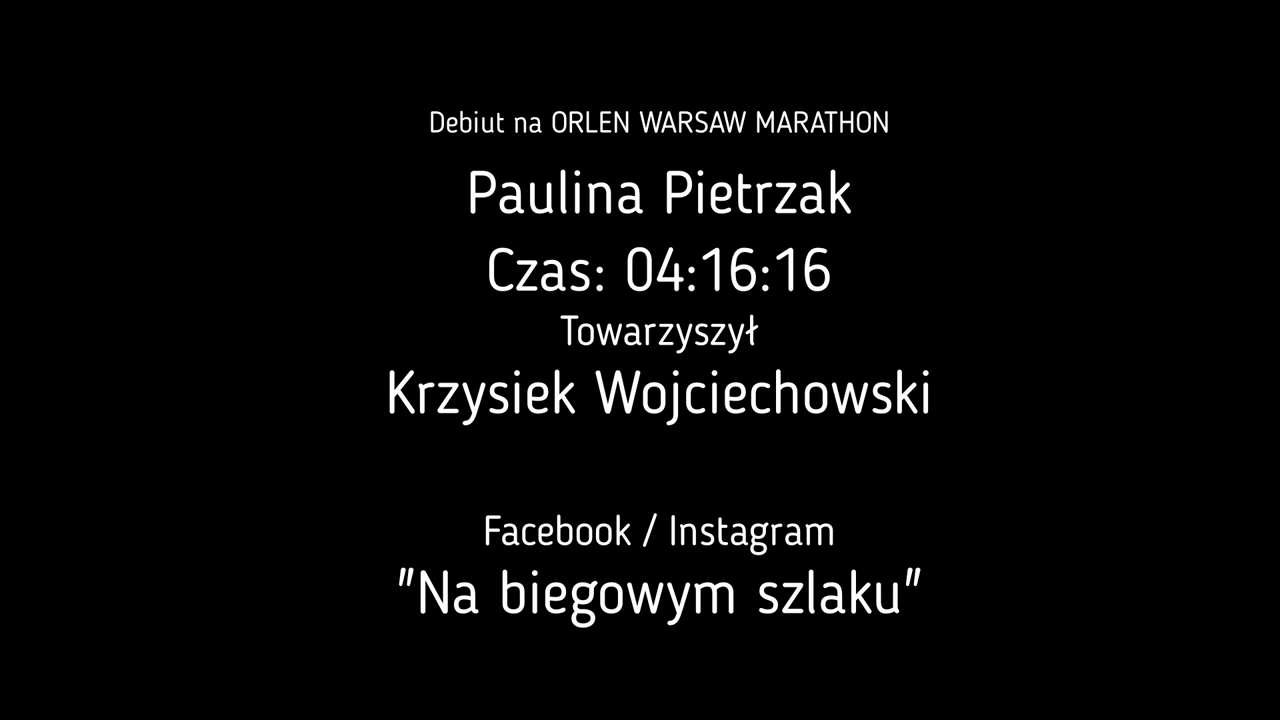 Debiut na ORLEN WARSAW MARATHON
Paulina Pietrzak
Czas: 04:16:16
Towarzyszył
Krzysiek Wojciechowski
Facebook / Instagram
"Na biegowym szlaku"